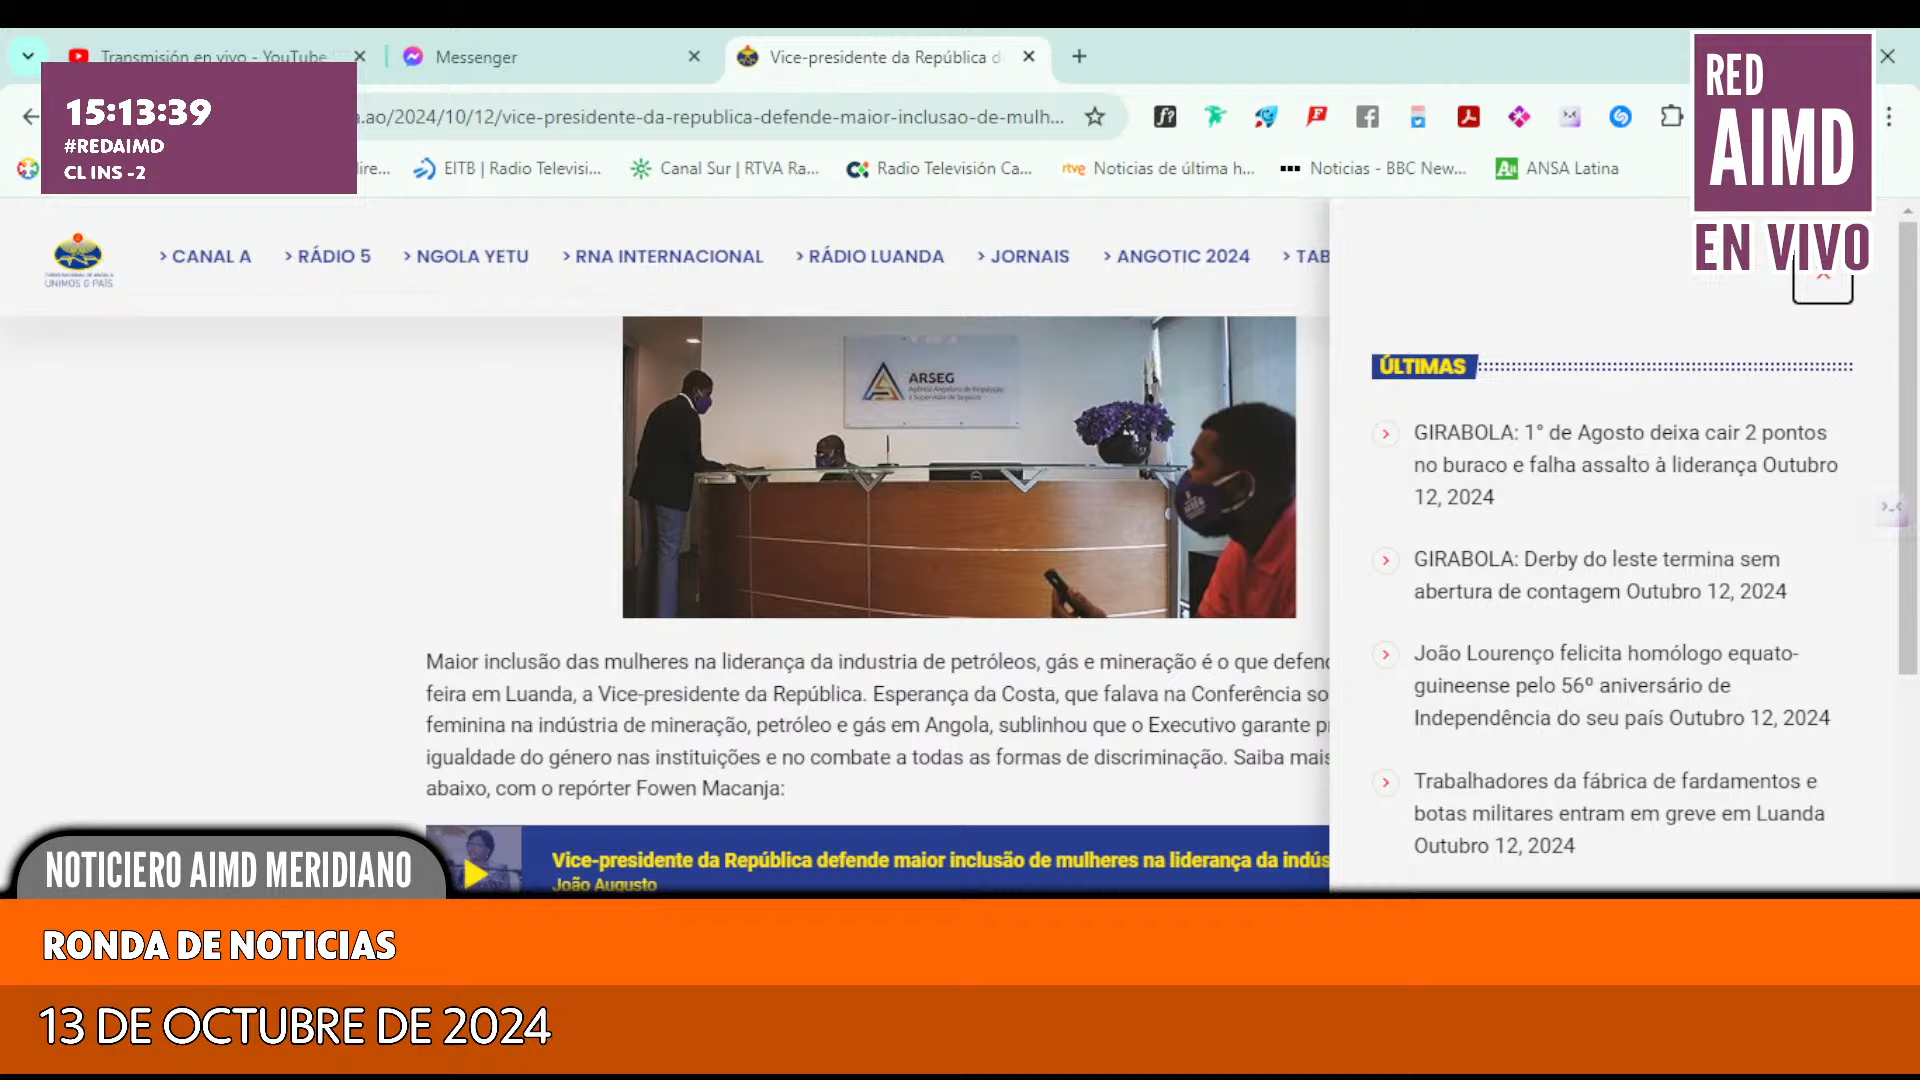 Transmisión en vivo - YouTube
Messenger
Vice-presidente da República d
15:13:39
#REDAIMD
CL INS -2
a.ao/2024/10/12/vice-presidente-da-republica-defende-maior-inclusao-de-mulh...
ire...
EITB | Radio Televisi...
Canal Sur | RTVA Ra...
Radio Televisión Ca...
rtve Noticias de última h...
Noticias - BBC New...
ANSA Latina
RED
AIMD
EN VIVO
UNIMOS O PAÍS
> CANAL A > RÁDIO 5 > NGOLA YETU > RNA INTERNACIONAL > RÁDIO LUANDA > JORNAIS > ANGOTIC 2024 > TAB
ARSEG
Agência Angolana de Regulação
e Supervisão de Seguros
Maior inclusão das mulheres na liderança da industria de petróleos, gás e mineração é o que defend
feira em Luanda, a Vice-presidente da República. Esperança da Costa, que falava na Conferência so
feminina na indústria de mineração, petróleo e gás em Angola, sublinhou que o Executivo garante p
igualdade do género nas instituições e no combate a todas as formas de discriminação. Saiba mais
abaixo, com o repórter Fowen Macanja:
Vice-presidente da República defende maior inclusão de mulheres na liderança da indús
João Augusto
ÚLTIMAS
GIRABOLA: 1° de Agosto deixa cair 2 pontos
no buraco e falha assalto à liderança Outubro
12, 2024
GIRABOLA: Derby do leste termina sem
abertura de contagem Outubro 12, 2024
João Lourenço felicita homólogo equato-
guineense pelo 56º aniversário de
Independência do seu país Outubro 12, 2024
Trabalhadores da fábrica de fardamentos e
botas militares entram em greve em Luanda
Outubro 12, 2024
NOTICIERO AIMD MERIDIANO
RONDA DE NOTICIAS
13 DE OCTUBRE DE 2024